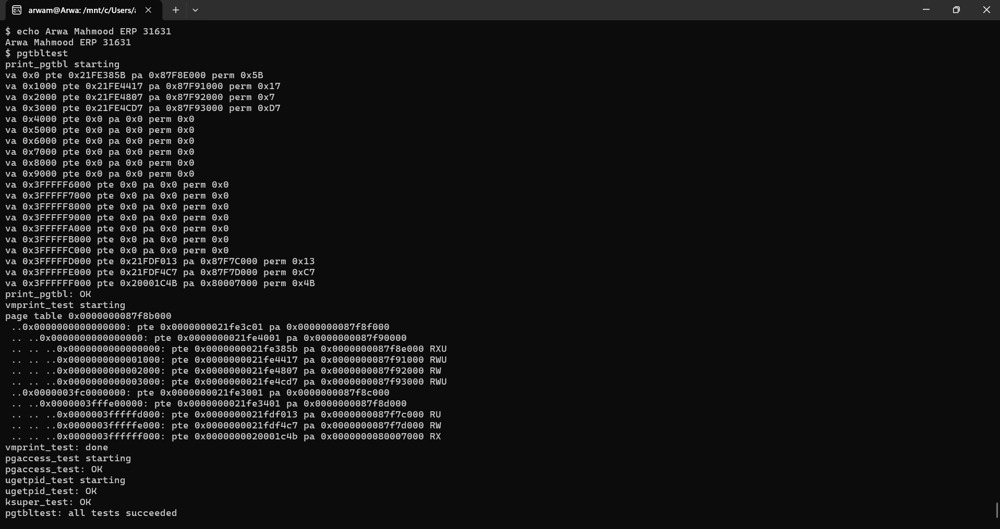 arwam@Arwa: /mnt/c/Users/
$ echo Arwa Mahmood ERP 31631
Arwa Mahmood ERP 31631
$ pgtbltest
print_pgtbl starting
va 0x0 pte 0x21FE385B pa 0x87F8E000 perm 0x5B
va 0x1000 pte 0x21FE4417 pa 0x87F91000 perm 0x17
va 0x2000 pte 0x21FE4807 pa 0x87F92000 perm 0x7
va 0x3000 pte 0x21FE4CD7 pa 0x87F93000 perm 0xD7
va 0x4000 pte 0x0 pa 0x0 perm 0x0
va 0x5000 pte 0x0 pa 0x0 perm 0x0
va 0x6000 pte 0x0 pa 0x0 perm 0x0
va 0x7000 pte 0x0 pa 0x0 perm 0x0
va 0x8000 pte 0x0 pa 0x0 perm 0x0
va 0x9000 pte 0x0 pa 0x0 perm 0x0
va 0x3FFFFF6000 pte 0x0 pa 0x0 perm 0x0
va 0x3FFFFF7000 pte 0x0 pa 0x0 perm 0x0
va 0x3FFFFF8000 pte 0x0 pa 0x0 perm 0x0
va 0x3FFFFF9000 pte 0x0 pa 0x0 perm 0x0
va 0x3FFFFFA000 pte 0x0 pa 0x0 perm 0x0
va 0x3FFFFFB000 pte 0x0 pa 0x0 perm 0x0
va 0x3FFFFFC000 pte 0x0 pa 0x0 perm 0x0
va 0x3FFFFFD000 pte 0x21FDF013 pa 0x87F7C000 perm 0x13
va 0x3FFFFFE000 pte 0x21FDF4C7 pa 0x87F7D000 perm 0xC7
va 0x3FFFFFF000 pte 0x20001C4B pa 0x80007000 perm 0x4B
print_pgtbl: OK
vmprint_test starting
page table 0x0000000087f8b000
 ..0x0000000000000000: pte 0x0000000021fe3c01 pa 0x0000000087f8f000
 .. ..0x0000000000000000: pte 0x0000000021fe4001 pa 0x0000000087f90000
 .. .. ..0x0000000000000000: pte 0x0000000021fe385b pa 0x0000000087f8e000 RXU
 .. .. ..0x0000000000001000: pte 0x0000000021fe4417 pa 0x0000000087f91000 RWU
 .. .. ..0x0000000000002000: pte 0x0000000021fe4807 pa 0x0000000087f92000 RW
 .. .. ..0x0000000000003000: pte 0x0000000021fe4cd7 pa 0x0000000087f93000 RWU
 ..0x0000003fc0000000: pte 0x0000000021fe3001 pa 0x0000000087f8c000
 .. ..0x0000003fffe00000: pte 0x0000000021fe3401 pa 0x0000000087f8d000
 .. .. ..0x0000003fffffd000: pte 0x0000000021fdf013 pa 0x0000000087f7c000 RU
 .. .. ..0x0000003fffffe000: pte 0x0000000021fdf4c7 pa 0x0000000087f7d000 RW
 .. .. ..0x0000003ffffff000: pte 0x0000000020001c4b pa 0x0000000080007000 RX
vmprint_test: done
pgaccess_test starting
pgaccess_test: OK
ugetpid_test starting
ugetpid_test: OK
ksuper_test: OK
pgtbltest: all tests succeeded